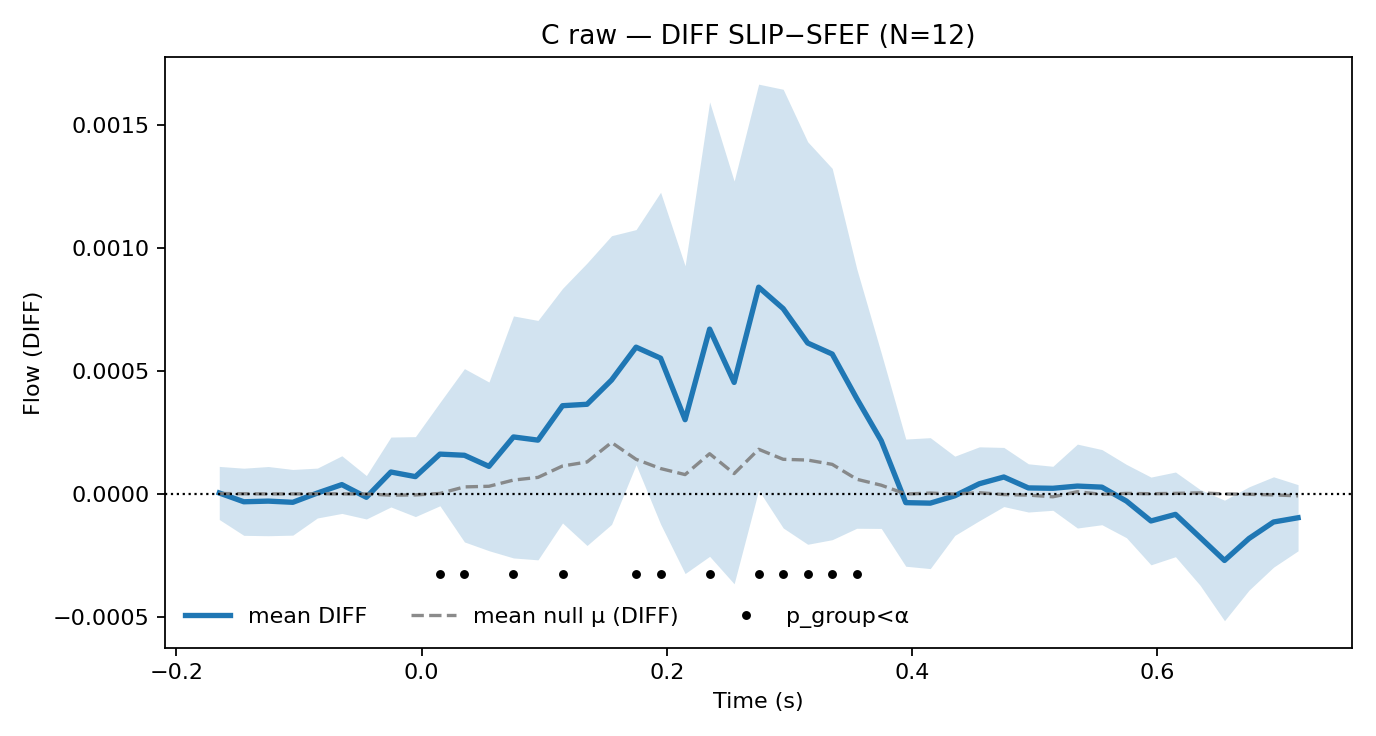 C raw — DIFF SLIP−SFEF (N=12)
0.0015
0.0010
0.0005
0.0000
−0.0005
Flow (DIFF)
mean DIFF
mean null μ (DIFF)
p_group<α
−0.2
0.0
0.2
0.4
0.6
Time (s)